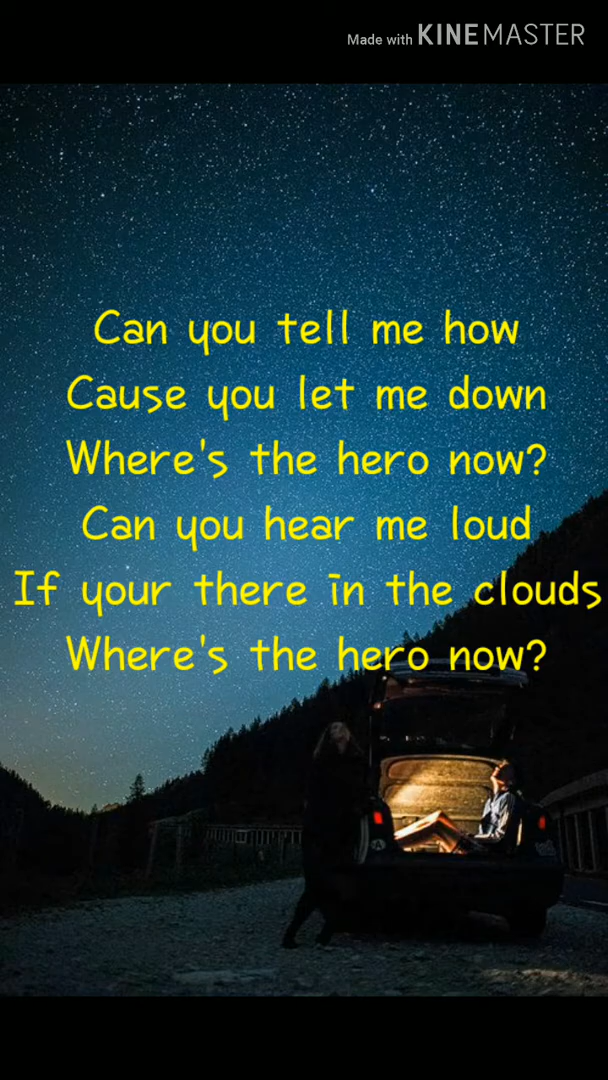 Made with KINEMASTER
Can you tell me how
Cause you let me down
Where's the hero now?
Can you hear me loud
If your there in the clouds
Where's the hero now?